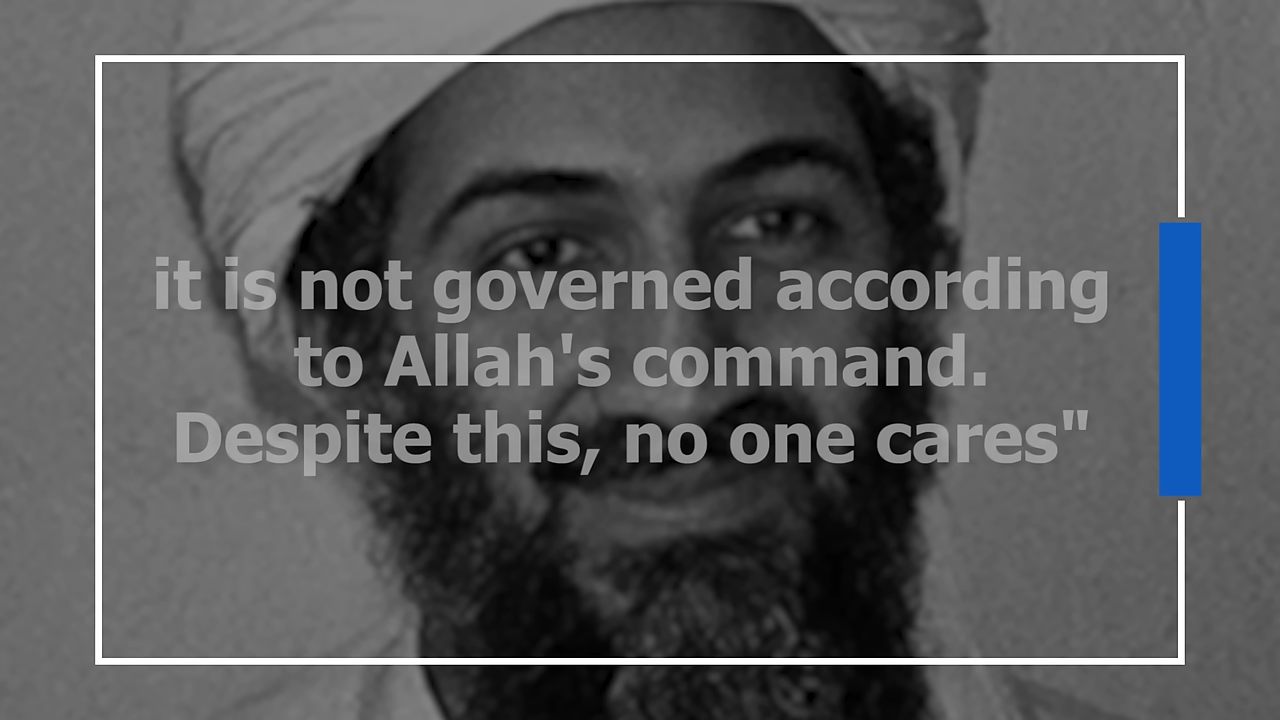 it is not governed according
to Allah's command.
Despite this, no one cares"